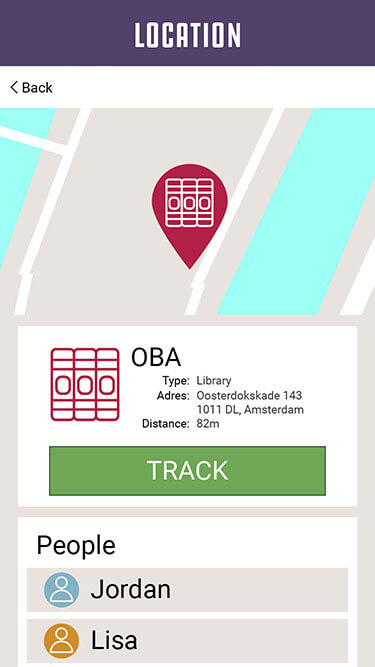 LOCATION
Back
OBA
Type: Library
Adres: Oosterdokskade 143
1011 DL, Amsterdam
Distance: 82m
TRACK
People
Jordan
Lisa